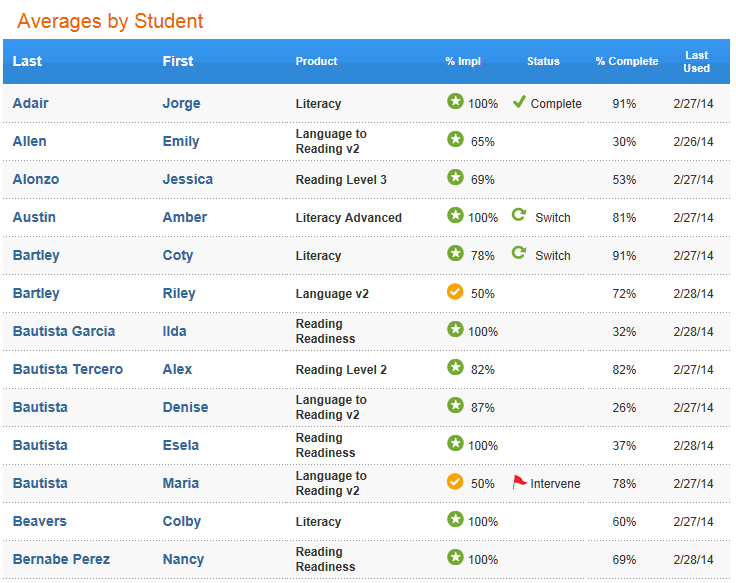 Averages by Student
Last First Product % Impl Status % Complete Last Used
Adair Jorge Literacy 100% Complete 91% 2/27/14
Allen Emily Language to Reading v2 65% 30% 2/26/14
Alonzo Jessica Reading Level 3 69% 53% 2/27/14
Austin Amber Literacy Advanced 100% Switch 81% 2/27/14
Bartley Coty Literacy 78% Switch 91% 2/27/14
Bartley Riley Language v2 50% 72% 2/28/14
Bautista Garcia Ilda Reading Readiness 100% 32% 2/28/14
Bautista Tercero Alex Reading Level 2 82% 82% 2/27/14
Bautista Denise Language to Reading v2 87% 26% 2/27/14
Bautista Esela Reading Readiness 100% 37% 2/28/14
Bautista Maria Language to Reading v2 50% Intervene 78% 2/27/14
Beavers Colby Literacy 100% 60% 2/27/14
Bernabe Perez Nancy Reading Readiness 100% 69% 2/28/14